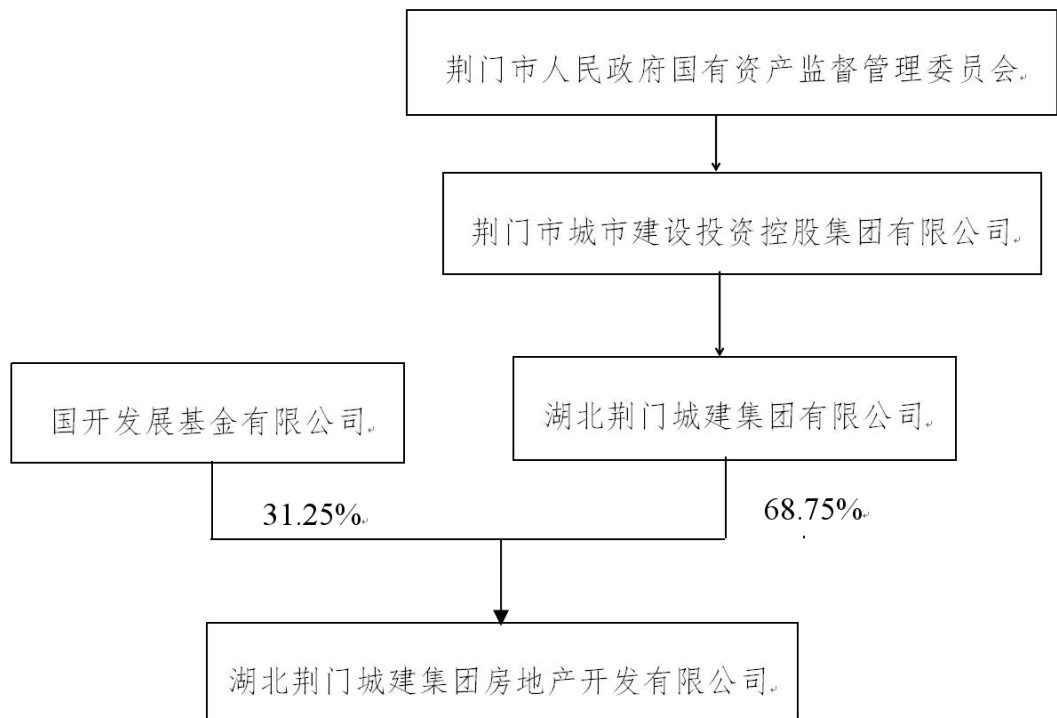 荆门市人民政府国有资产监督管理委员会
荆门市城市建设投资控股集团有限公司
国开发展基金有限公司
湖北荆门城建集团有限公司
31.25%
68.75%
湖北荆门城建集团房地产开发有限公司